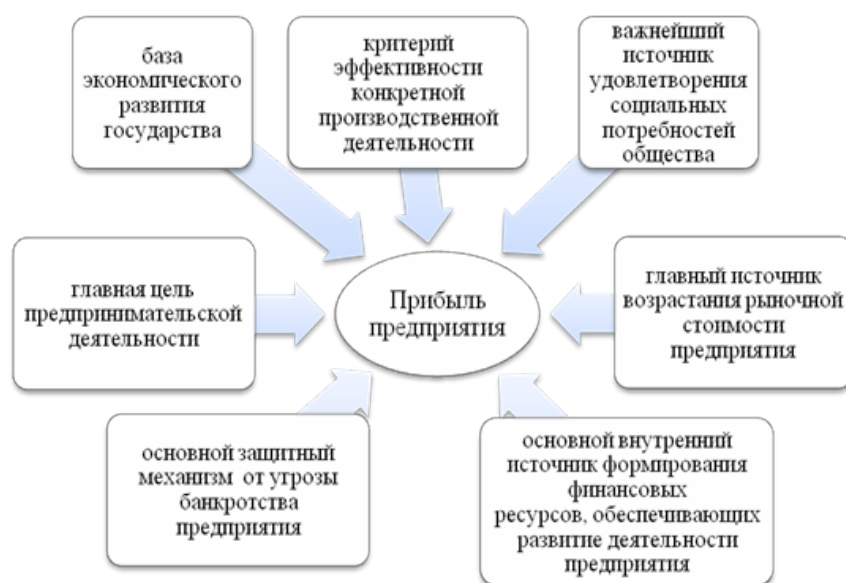 база
экономического
развития
государства
критерий
эффективности
конкретной
производственной
деятельности
важнейший
источник
удовлетворения
социальных
потребностей
общества
главная цель
предпринимательской
деятельности
Прибыль
предприятия
главный источник
возрастания рыночной
стоимости
предприятия
основной защитный
механизм от угрозы
банкротства
предприятия
основной внутренний
источник формирования
финансовых
ресурсов, обеспечивающих
развитие деятельности
предприятия